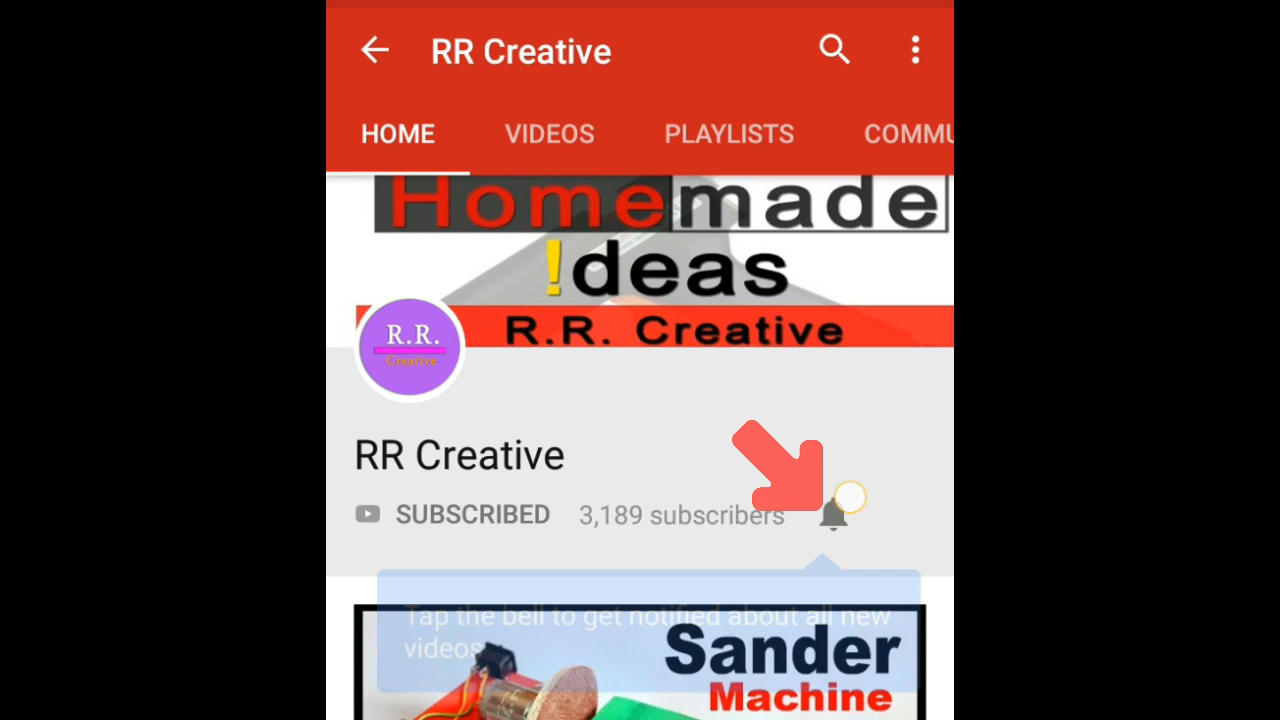 RR Creative
HOME VIDEOS PLAYLISTS COMMU
Homemade
!deas
R.R. Creative
R.R.
Creative
RR Creative
SUBSCRIBED 3,189 subscribers
Tap the bell to get notified about all new
videos
Sander
Machine